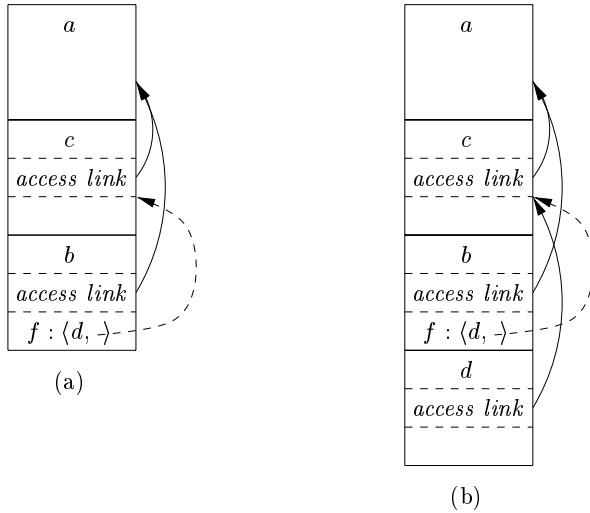 a
c
access link
b
access link
f : ⟨d, ⟩
(a)
a
c
access link
b
access link
f : ⟨d, ⟩
d
access link
(b)